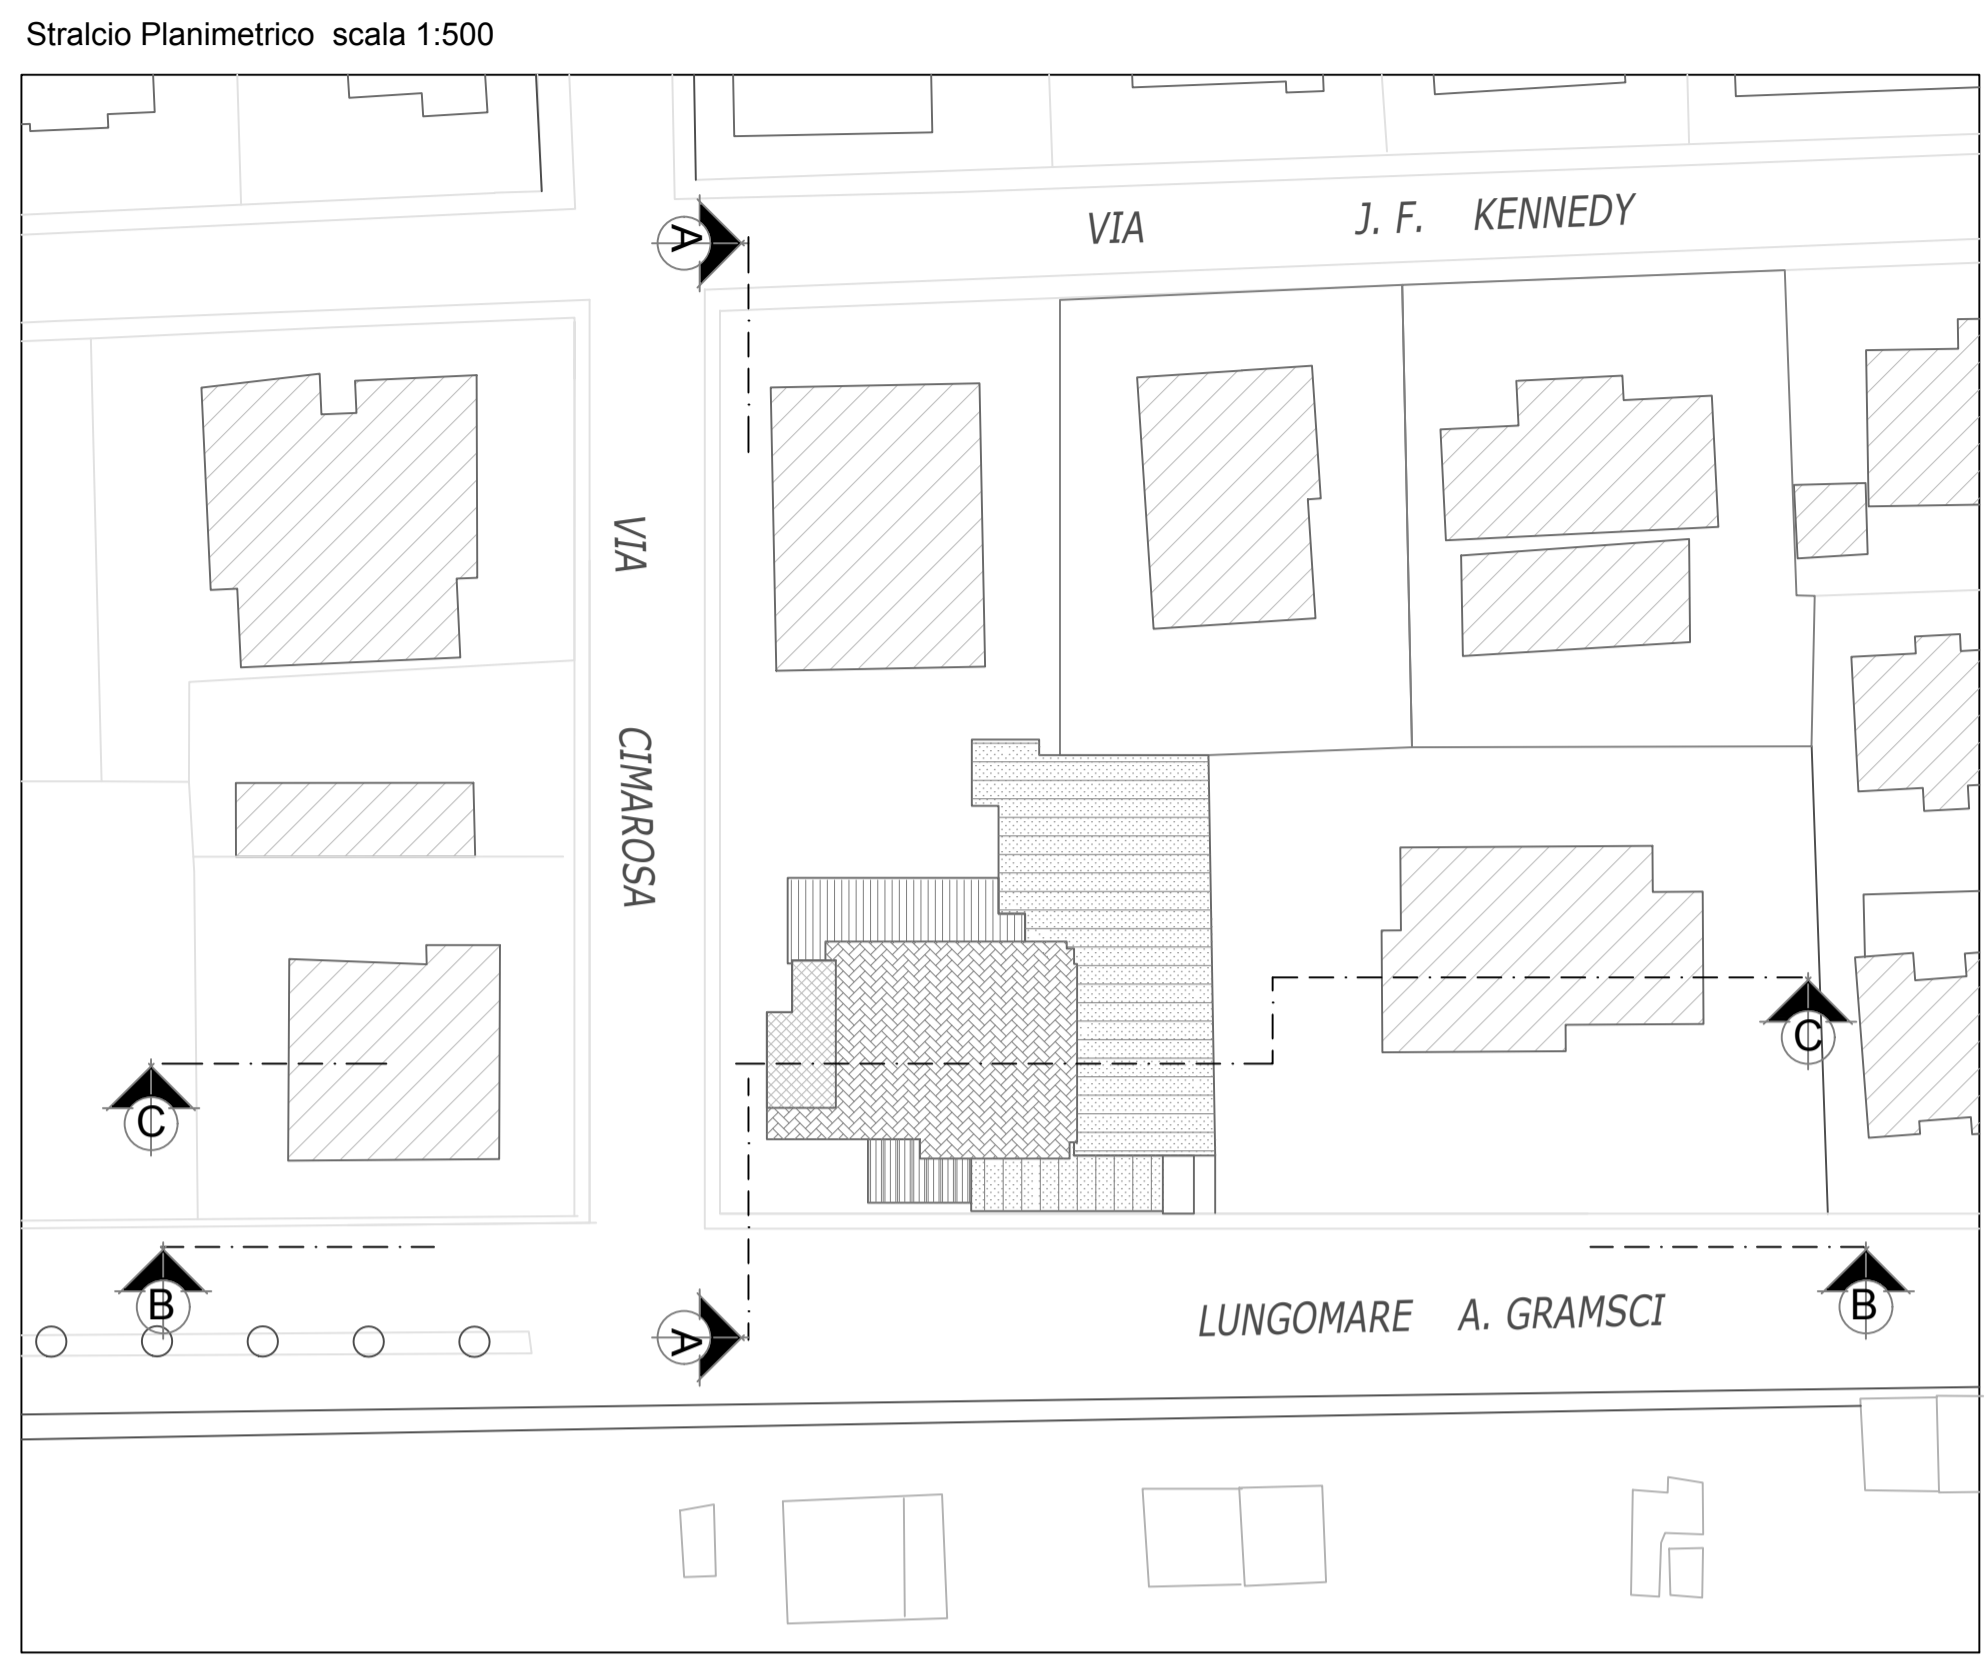 Stralcio Planimetrico scala 1:500
VIA J. F. KENNEDY
A
VIA CIMAROSA
C
C
B
B
A
LUNGOMARE A. GRAMSCI